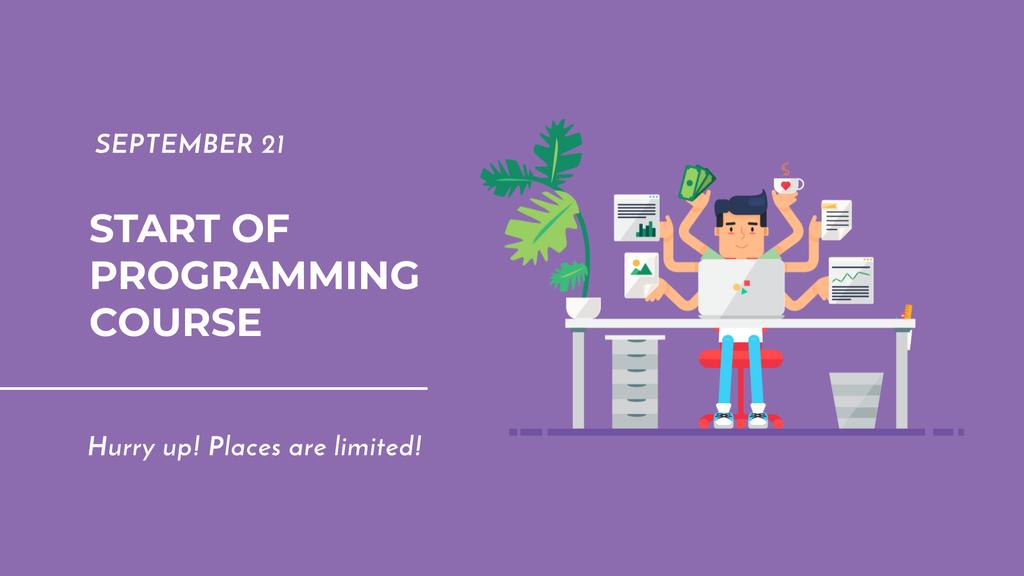 SEPTEMBER 21
START OF
PROGRAMMING
COURSE
Hurry up! Places are limited!